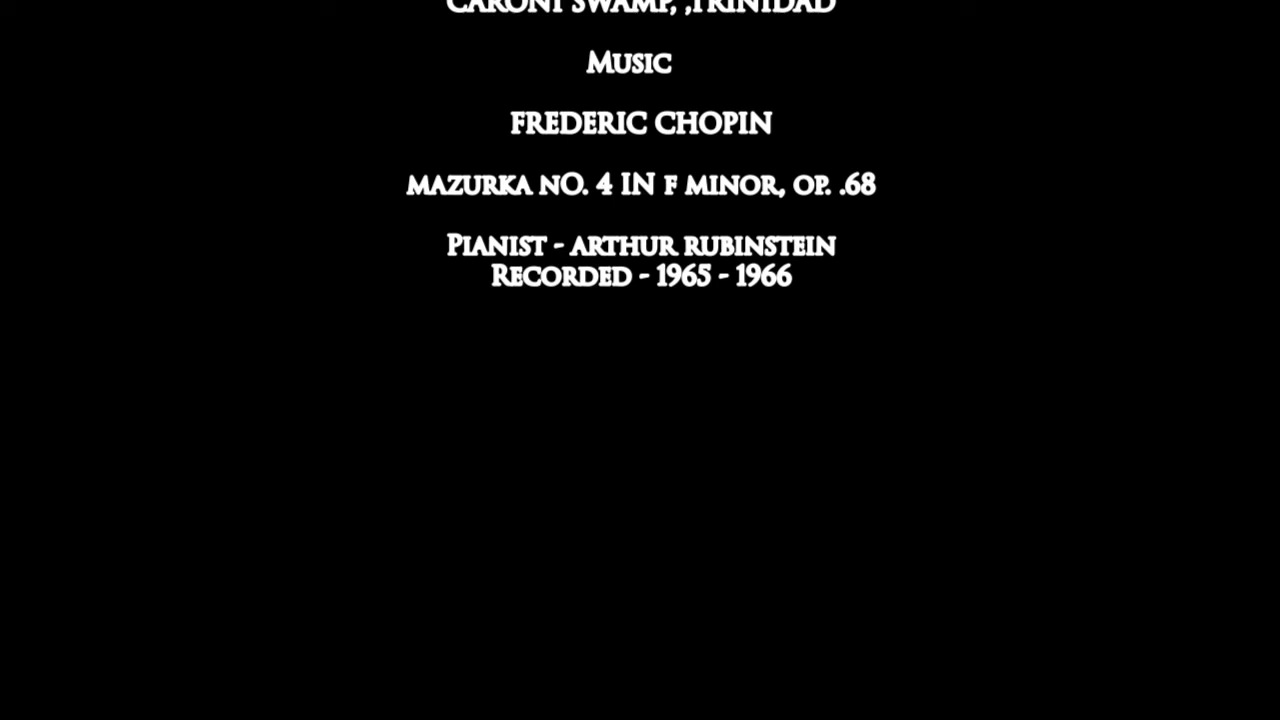 CARONI SWAMP, ,TRINIDAD
Music
FREDERIC CHOPIN
MAZURKA nO. 4 IN F MINOR, OP. .68
Pianist - ARTHUR RUBINSTEIN
Recorded - 1965 - 1966